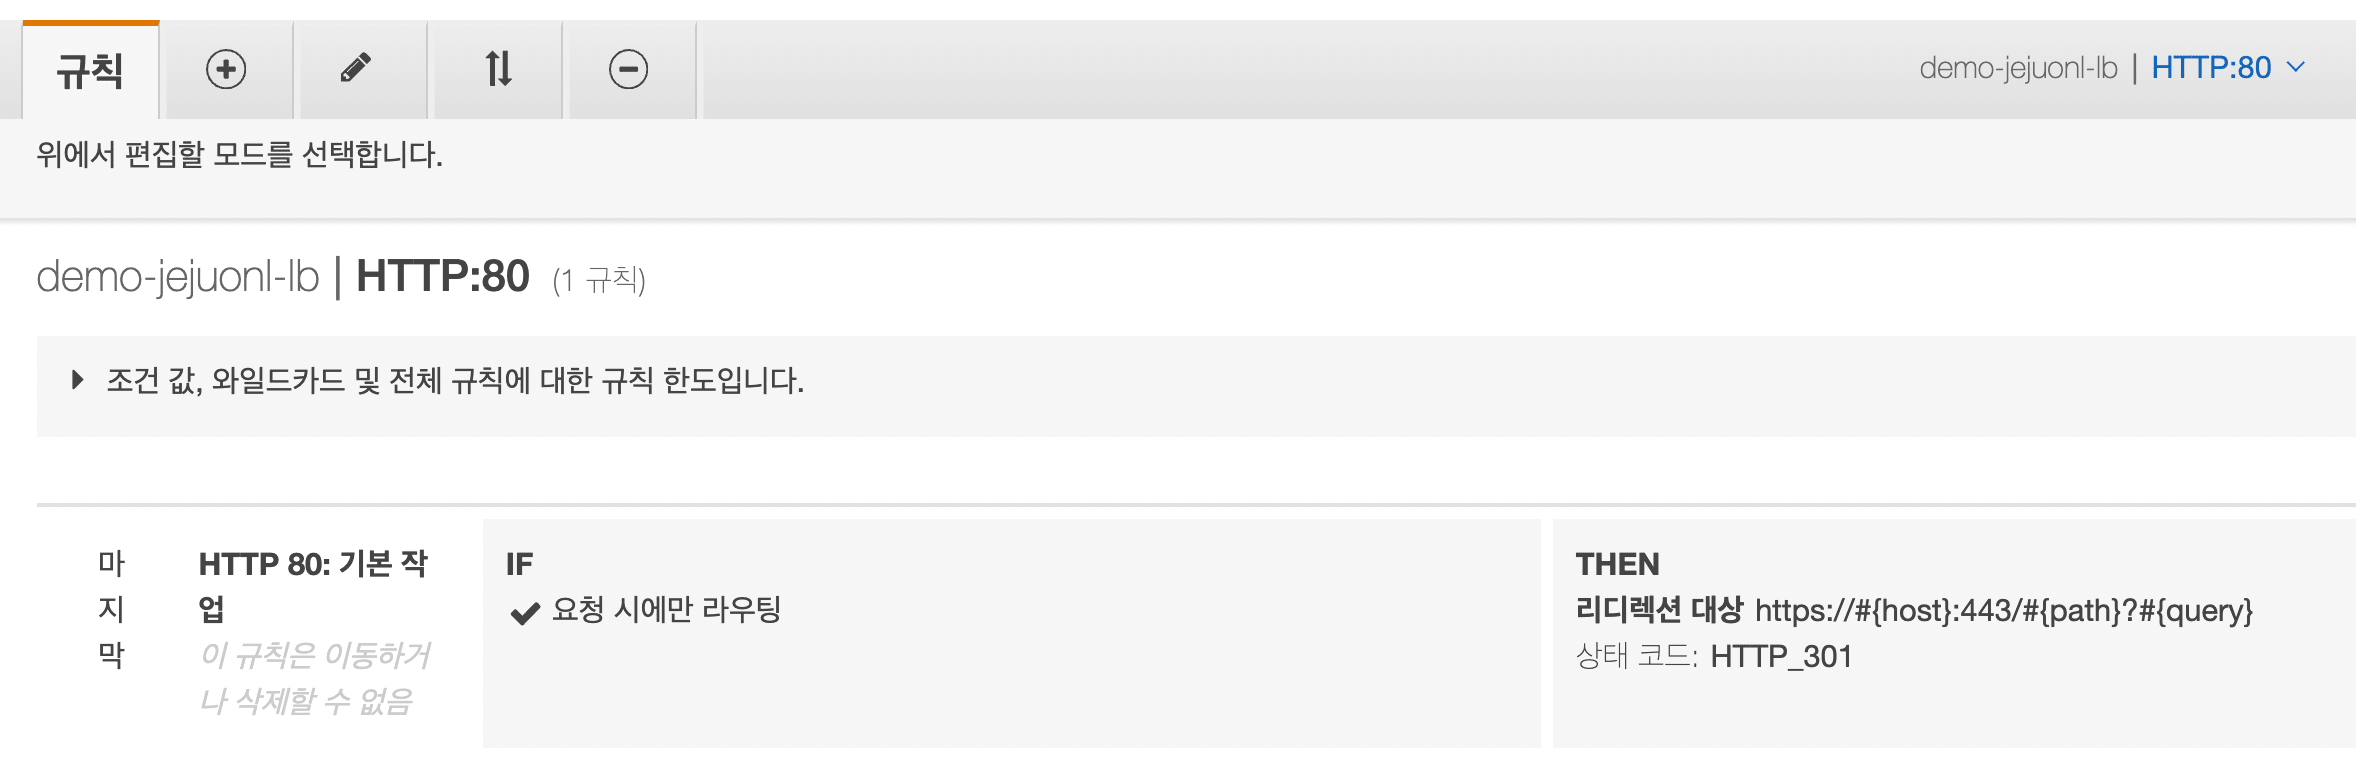 규칙
demo-jejuonl-lb | HTTP:80
위에서 편집할 모드를 선택합니다.
demo-jejuonl-lb | HTTP:80 (1 규칙)
조건 값, 와일드카드 및 전체 규칙에 대한 규칙 한도입니다.
마
지
막
HTTP 80: 기본 작
업
이 규칙은 이동하거
나 삭제할 수 없음
IF
요청 시에만 라우팅
THEN
리디렉션 대상 https://#{host}:443/#{path}?#{query}
상태 코드: HTTP_301